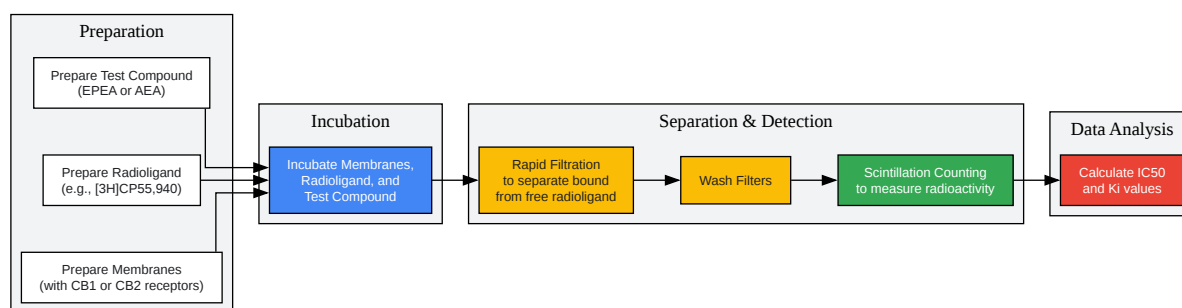 Preparation
Prepare Test Compound
(EPEA or AEA)
Prepare Radioligand
(e.g., [3H]CP55,940)
Prepare Membranes
(with CB1 or CB2 receptors)
Incubation
Incubate Membranes,
Radioligand, and
Test Compound
Separation & Detection
Rapid Filtration
to separate bound
from free radioligand
Wash Filters
Scintillation Counting
to measure radioactivity
Data Analysis
Calculate IC50
and Ki values